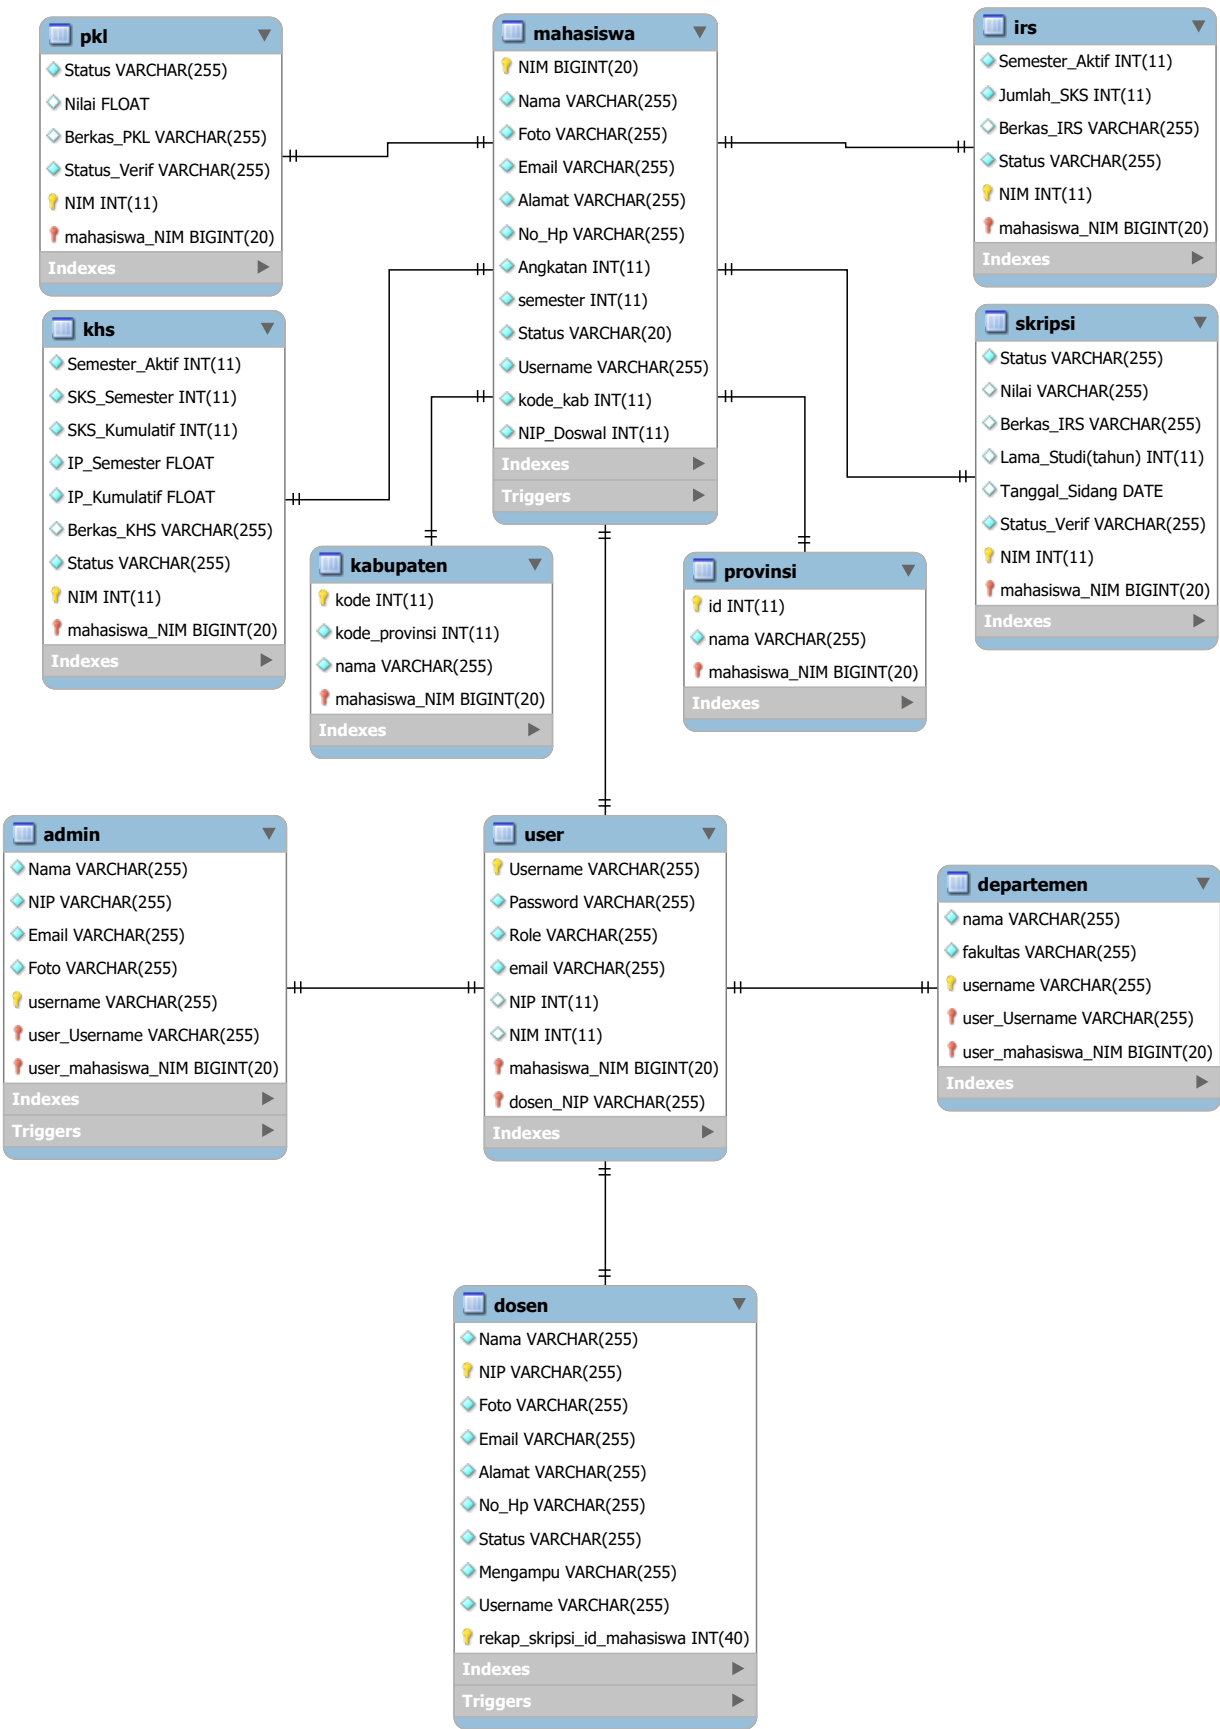 pkl
Status VARCHAR(255)
Nilai FLOAT
Berkas_PKL VARCHAR(255)
Status_Verif VARCHAR(255)
NIM INT(11)
mahasiswa_NIM BIGINT(20)
Indexes
mahasiswa
NIM BIGINT(20)
Nama VARCHAR(255)
Foto VARCHAR(255)
Email VARCHAR(255)
Alamat VARCHAR(255)
No_Hp VARCHAR(255)
Angkatan INT(11)
semester INT(11)
Status VARCHAR(20)
Username VARCHAR(255)
kode_kab INT(11)
NIP_Doswal INT(11)
Indexes
Triggers
irs
Semester_Aktif INT(11)
Jumlah_SKS INT(11)
Berkas_IRS VARCHAR(255)
Status VARCHAR(255)
NIM INT(11)
mahasiswa_NIM BIGINT(20)
Indexes
khs
Semester_Aktif INT(11)
SKS_Semester INT(11)
SKS_Kumulatif INT(11)
IP_Semester FLOAT
IP_Kumulatif FLOAT
Berkas_KHS VARCHAR(255)
Status VARCHAR(255)
NIM INT(11)
mahasiswa_NIM BIGINT(20)
Indexes
skripsi
Status VARCHAR(255)
Nilai VARCHAR(255)
Berkas_IRS VARCHAR(255)
Lama_Studi(tahun) INT(11)
Tanggal_Sidang DATE
Status_Verif VARCHAR(255)
NIM INT(11)
mahasiswa_NIM BIGINT(20)
Indexes
kabupaten
kode INT(11)
kode_provinsi INT(11)
nama VARCHAR(255)
mahasiswa_NIM BIGINT(20)
Indexes
provinsi
id INT(11)
nama VARCHAR(255)
mahasiswa_NIM BIGINT(20)
Indexes
admin
Nama VARCHAR(255)
NIP VARCHAR(255)
Email VARCHAR(255)
Foto VARCHAR(255)
username VARCHAR(255)
user_Username VARCHAR(255)
user_mahasiswa_NIM BIGINT(20)
Indexes
Triggers
user
Username VARCHAR(255)
Password VARCHAR(255)
Role VARCHAR(255)
email VARCHAR(255)
NIP INT(11)
NIM INT(11)
mahasiswa_NIM BIGINT(20)
dosen_NIP VARCHAR(255)
Indexes
departemen
nama VARCHAR(255)
fakultas VARCHAR(255)
username VARCHAR(255)
user_Username VARCHAR(255)
user_mahasiswa_NIM BIGINT(20)
Indexes
dosen
Nama VARCHAR(255)
NIP VARCHAR(255)
Foto VARCHAR(255)
Email VARCHAR(255)
Alamat VARCHAR(255)
No_Hp VARCHAR(255)
Status VARCHAR(255)
Mengampu VARCHAR(255)
Username VARCHAR(255)
rekap_skripsi_id_mahasiswa INT(40)
Indexes
Triggers